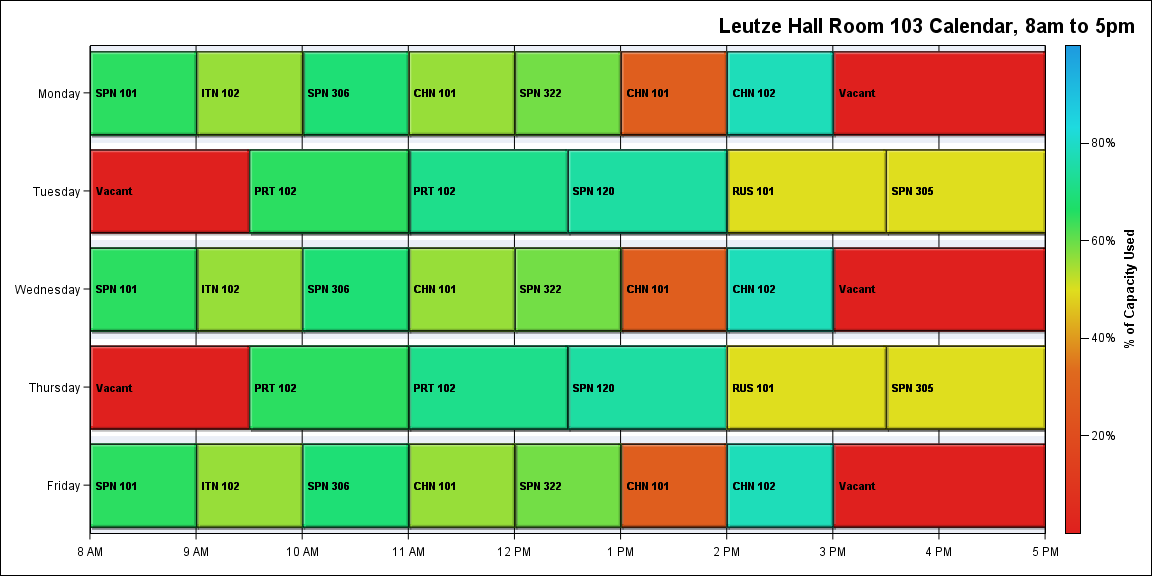 Leutze Hall Room 103 Calendar, 8am to 5pm
Monday
SPN 101
ITN 102
SPN 306
CHN 101
SPN 322
CHN 101
CHN 102
Vacant
Tuesday
Vacant
PRT 102
PRT 102
SPN 120
RUS 101
SPN 305
Wednesday
SPN 101
ITN 102
SPN 306
CHN 101
SPN 322
CHN 101
CHN 102
Vacant
Thursday
Vacant
PRT 102
PRT 102
SPN 120
RUS 101
SPN 305
Friday
SPN 101
ITN 102
SPN 306
CHN 101
SPN 322
CHN 101
CHN 102
Vacant
8 AM
9 AM
10 AM
11 AM
12 PM
1 PM
2 PM
3 PM
4 PM
5 PM
80%
60%
40%
20%
% of Capacity Used